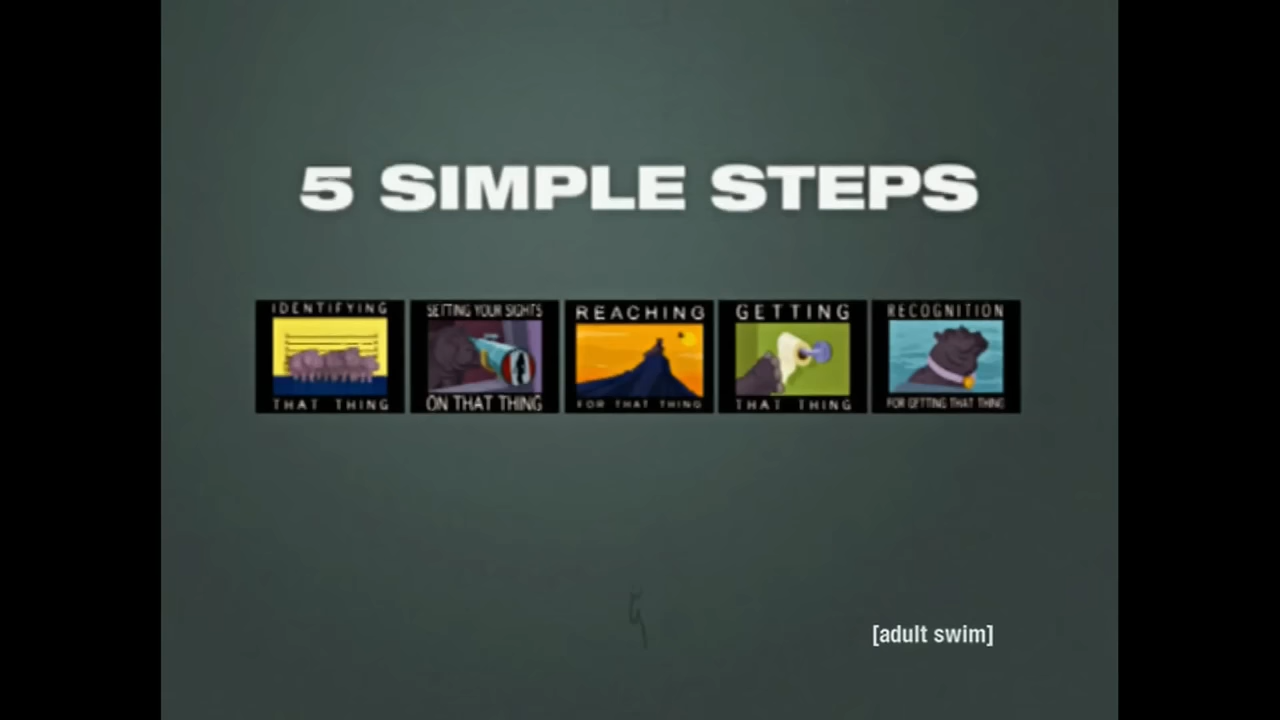 5 SIMPLE STEPS
IDENTIFYING
THAT THING
SETTING YOUR SIGHTS
ON THAT THING
REACHING
FOR THAT THING
GETTING
THAT THING
RECOGNITION
FOR GETTING THAT THING
[adult swim]